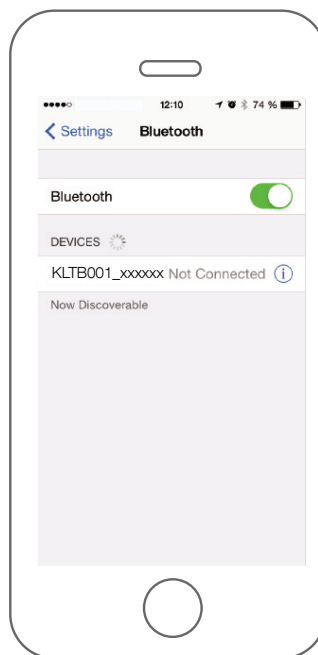 12:10 74 %
Settings Bluetooth
Bluetooth
DEVICES
KLTB001_xxxxxx Not Connected
Now Discoverable